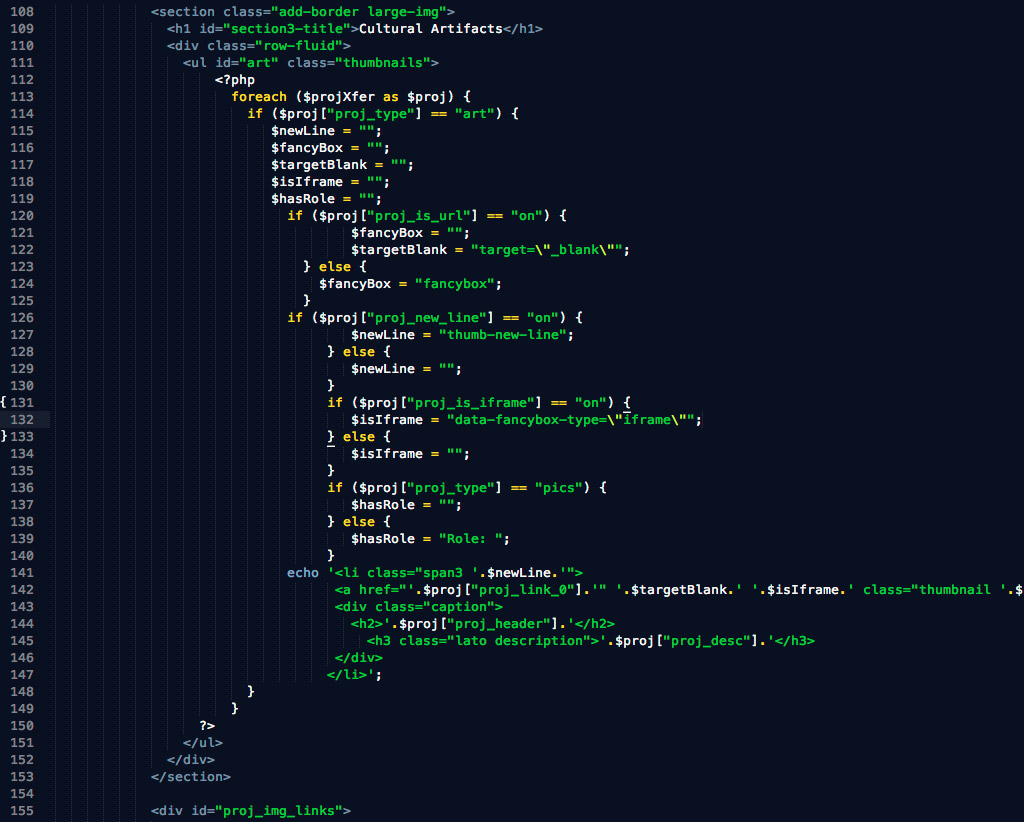 108 <section class="add-border large-img">
109 <h1 id="section3-title">Cultural Artifacts</h1>
110 <div class="row-fluid">
111 <ul id="art" class="thumbnails">
112 <?php
113 foreach ($projXfer as $proj) {
114 if ($proj["proj_type"] == "art") {
115 $newLine = "";
116 $fancyBox = "";
117 $targetBlank = "";
118 $isIframe = "";
119 $hasRole = "";
120 if ($proj["proj_is_url"] == "on") {
121 $fancyBox = "";
122 $targetBlank = "target=\"_blank\"";
123 } else {
124 $fancyBox = "fancybox";
125 }
126 if ($proj["proj_new_line"] == "on") {
127 $newLine = "thumb-new-line";
128 } else {
129 $newLine = "";
130 }
{ 131 if ($proj["proj_is_iframe"] == "on") {
132 $isIframe = "data-fancybox-type=\"iframe\"";
} 133 } else {
134 $isIframe = "";
135 }
136 if ($proj["proj_type"] == "pics") {
137 $hasRole = "";
138 } else {
139 $hasRole = "Role: ";
140 }
141 echo '<li class="span3 '.$newLine.'">
142 <a href="'.$proj["proj_link_0"].'" '.$targetBlank.' '.$isIframe.' class="thumbnail '.$
143 <div class="caption">
144 <h2>'.$proj["proj_header"].'</h2>
145 <h3 class="lato description">'.$proj["proj_desc"].'</h3>
146 </div>
147 </li>';
148 }
149 }
150 ?>
151 </ul>
152 </div>
153 </section>
154
155 <div id="proj_img_links">